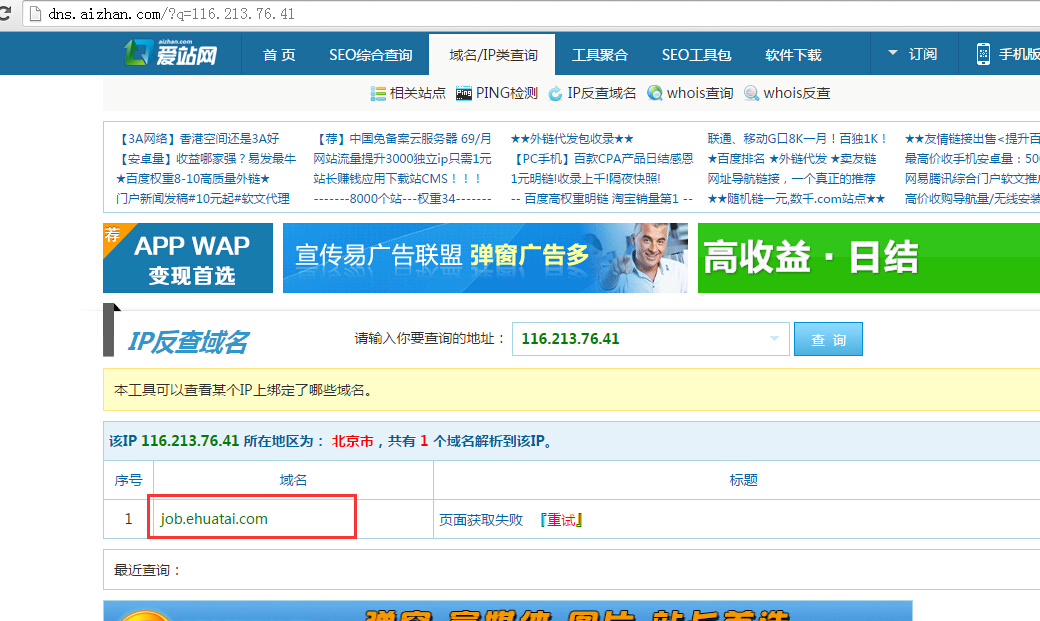 dns.aizhan.com/?q=116.213.76.41
aizhan.com
爱站网
首 页 SEO综合查询 域名/IP类查询 工具聚合 SEO工具包 软件下载 订阅 手机版
相关站点 Ping PING检测 IP反查域名 whois查询 whois反查
【3A网络】香港空间还是3A好 【荐】中国免备案云服务器 69/月 ★★外链代发包收录★★ 联通、移动G口8K一月！百独1K！ ★★友情链接出售<提升百
【安卓量】收益哪家强？易发最牛 网站流量提升3000独立ip只需1元 【PC手机】百款CPA产品日结感恩 ★百度排名 ★外链代发 ★卖友链 最高价收手机安卓量：50
★百度权重8-10高质量外链★ 站长赚钱应用下载站CMS！！！ 1元明链!收录上千!隔夜快照! 网址导航链接，一个真正的推荐 网易腾讯综合门户软文推
门户新闻发稿#10元起#软文代理 -------8000个站---权重34------- -- 百度高权重明链 淘宝销量第1 -- ★★随机链一元,数千.com站点★★ 高价收购导航量/无线安装
荐
APP WAP
变现首选
宣传易广告联盟 弹窗广告多
高收益·日结
IP反查域名 请输入你要查询的地址： 116.213.76.41 查 询
本工具可以查看某个IP上绑定了哪些域名。
该IP 116.213.76.41 所在地区为： 北京市，共有 1 个域名解析到该IP。
序号 域名 标题
1 job.ehuatai.com 页面获取失败 『重试』
最近查询：
弹窗 富媒体 图片 站长首选